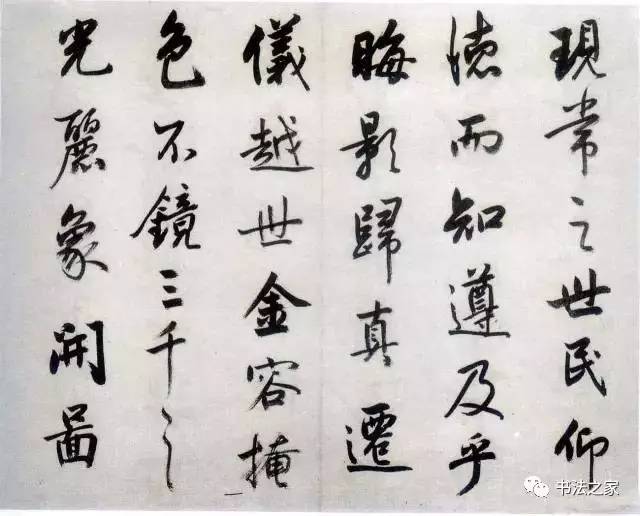 現常之世民仰
德而知遵及乎
晦影歸真遷
儀越世金容掩
色不鏡三千之
光麗象開圖
书法之家